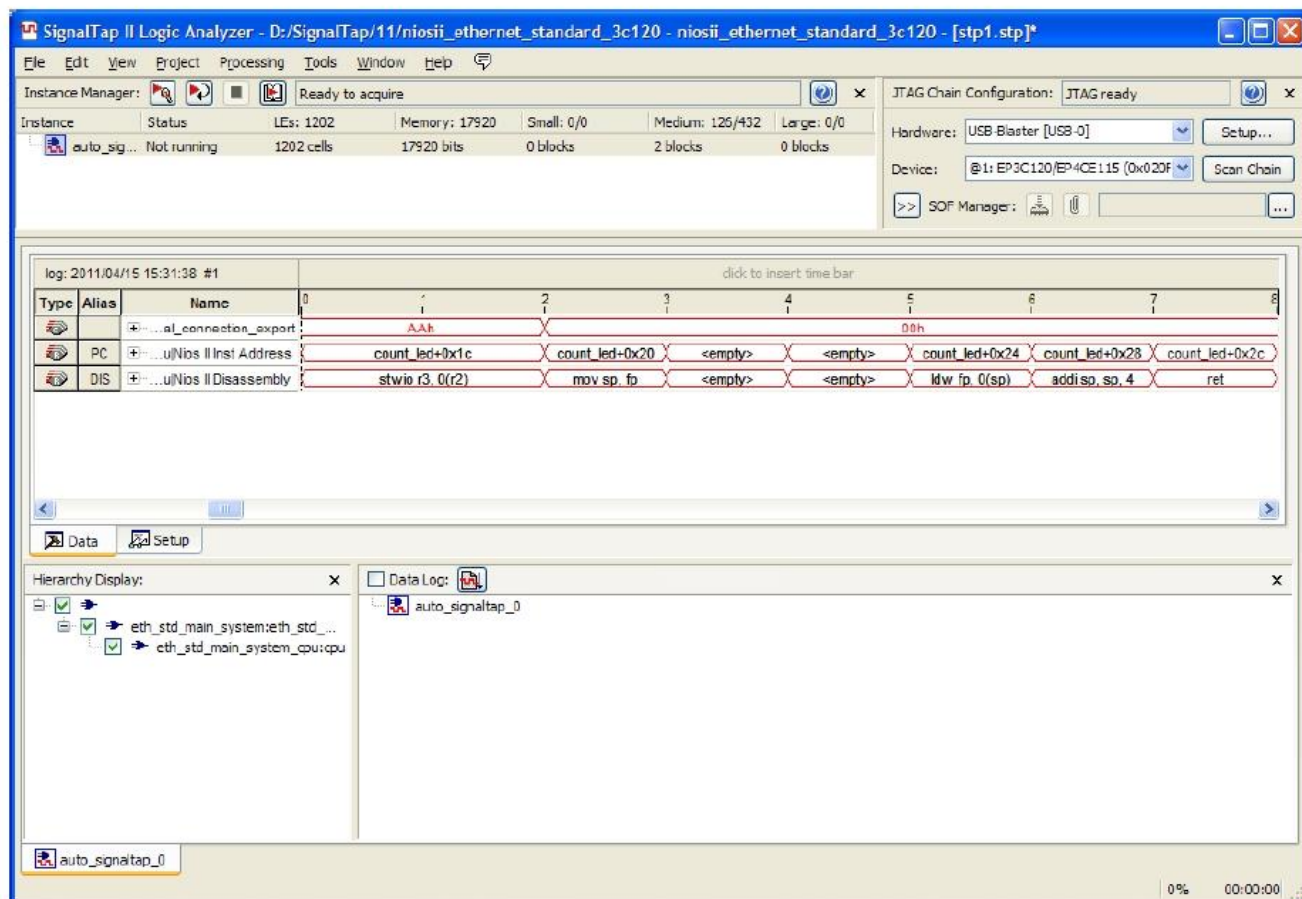 SignalTap II Logic Analyzer - D:/SignalTap/11/niosii_ethernet_standard_3c120 - niosii_ethernet_standard_3c120 - [stp1.stp]*
File Edit View Project Processing Tools Window Help
Instance Manager: Ready to acquire
JTAG Chain Configuration: JTAG ready
Instance Status LEs: 1202 Memory: 17920 Small: 0/0 Medium: 126/432 Large: 0/0
auto_sig... Not running 1202 cells 17920 bits 0 blocks 2 blocks 0 blocks
Hardware: USB-Blaster [USB-0] Setup...
Device: @1: EP3C120/EP4CE115 (0x020F Scan Chain
>> SOF Manager: ...
log: 2011/04/15 15:31:38 #1 click to insert time bar
Type Alias Name 0 1 2 3 4 5 6 7 8
...al_connection_export AAh 00h
PC ...u|Nios II Inst Address count_led+0x1c count_led+0x20 <empty> <empty> count_led+0x24 count_led+0x28 count_led+0x2c
DIS ...u|Nios II Disassembly stwio r3, 0(r2) mov sp, fp <empty> <empty> ldw fp, 0(sp) addi sp, sp, 4 ret
Data Setup
Hierarchy Display:
eth_std_main_system:eth_std_...
eth_std_main_system_cpu:cpu
Data Log:
auto_signaltap_0
auto_signaltap_0
0% 00:00:00